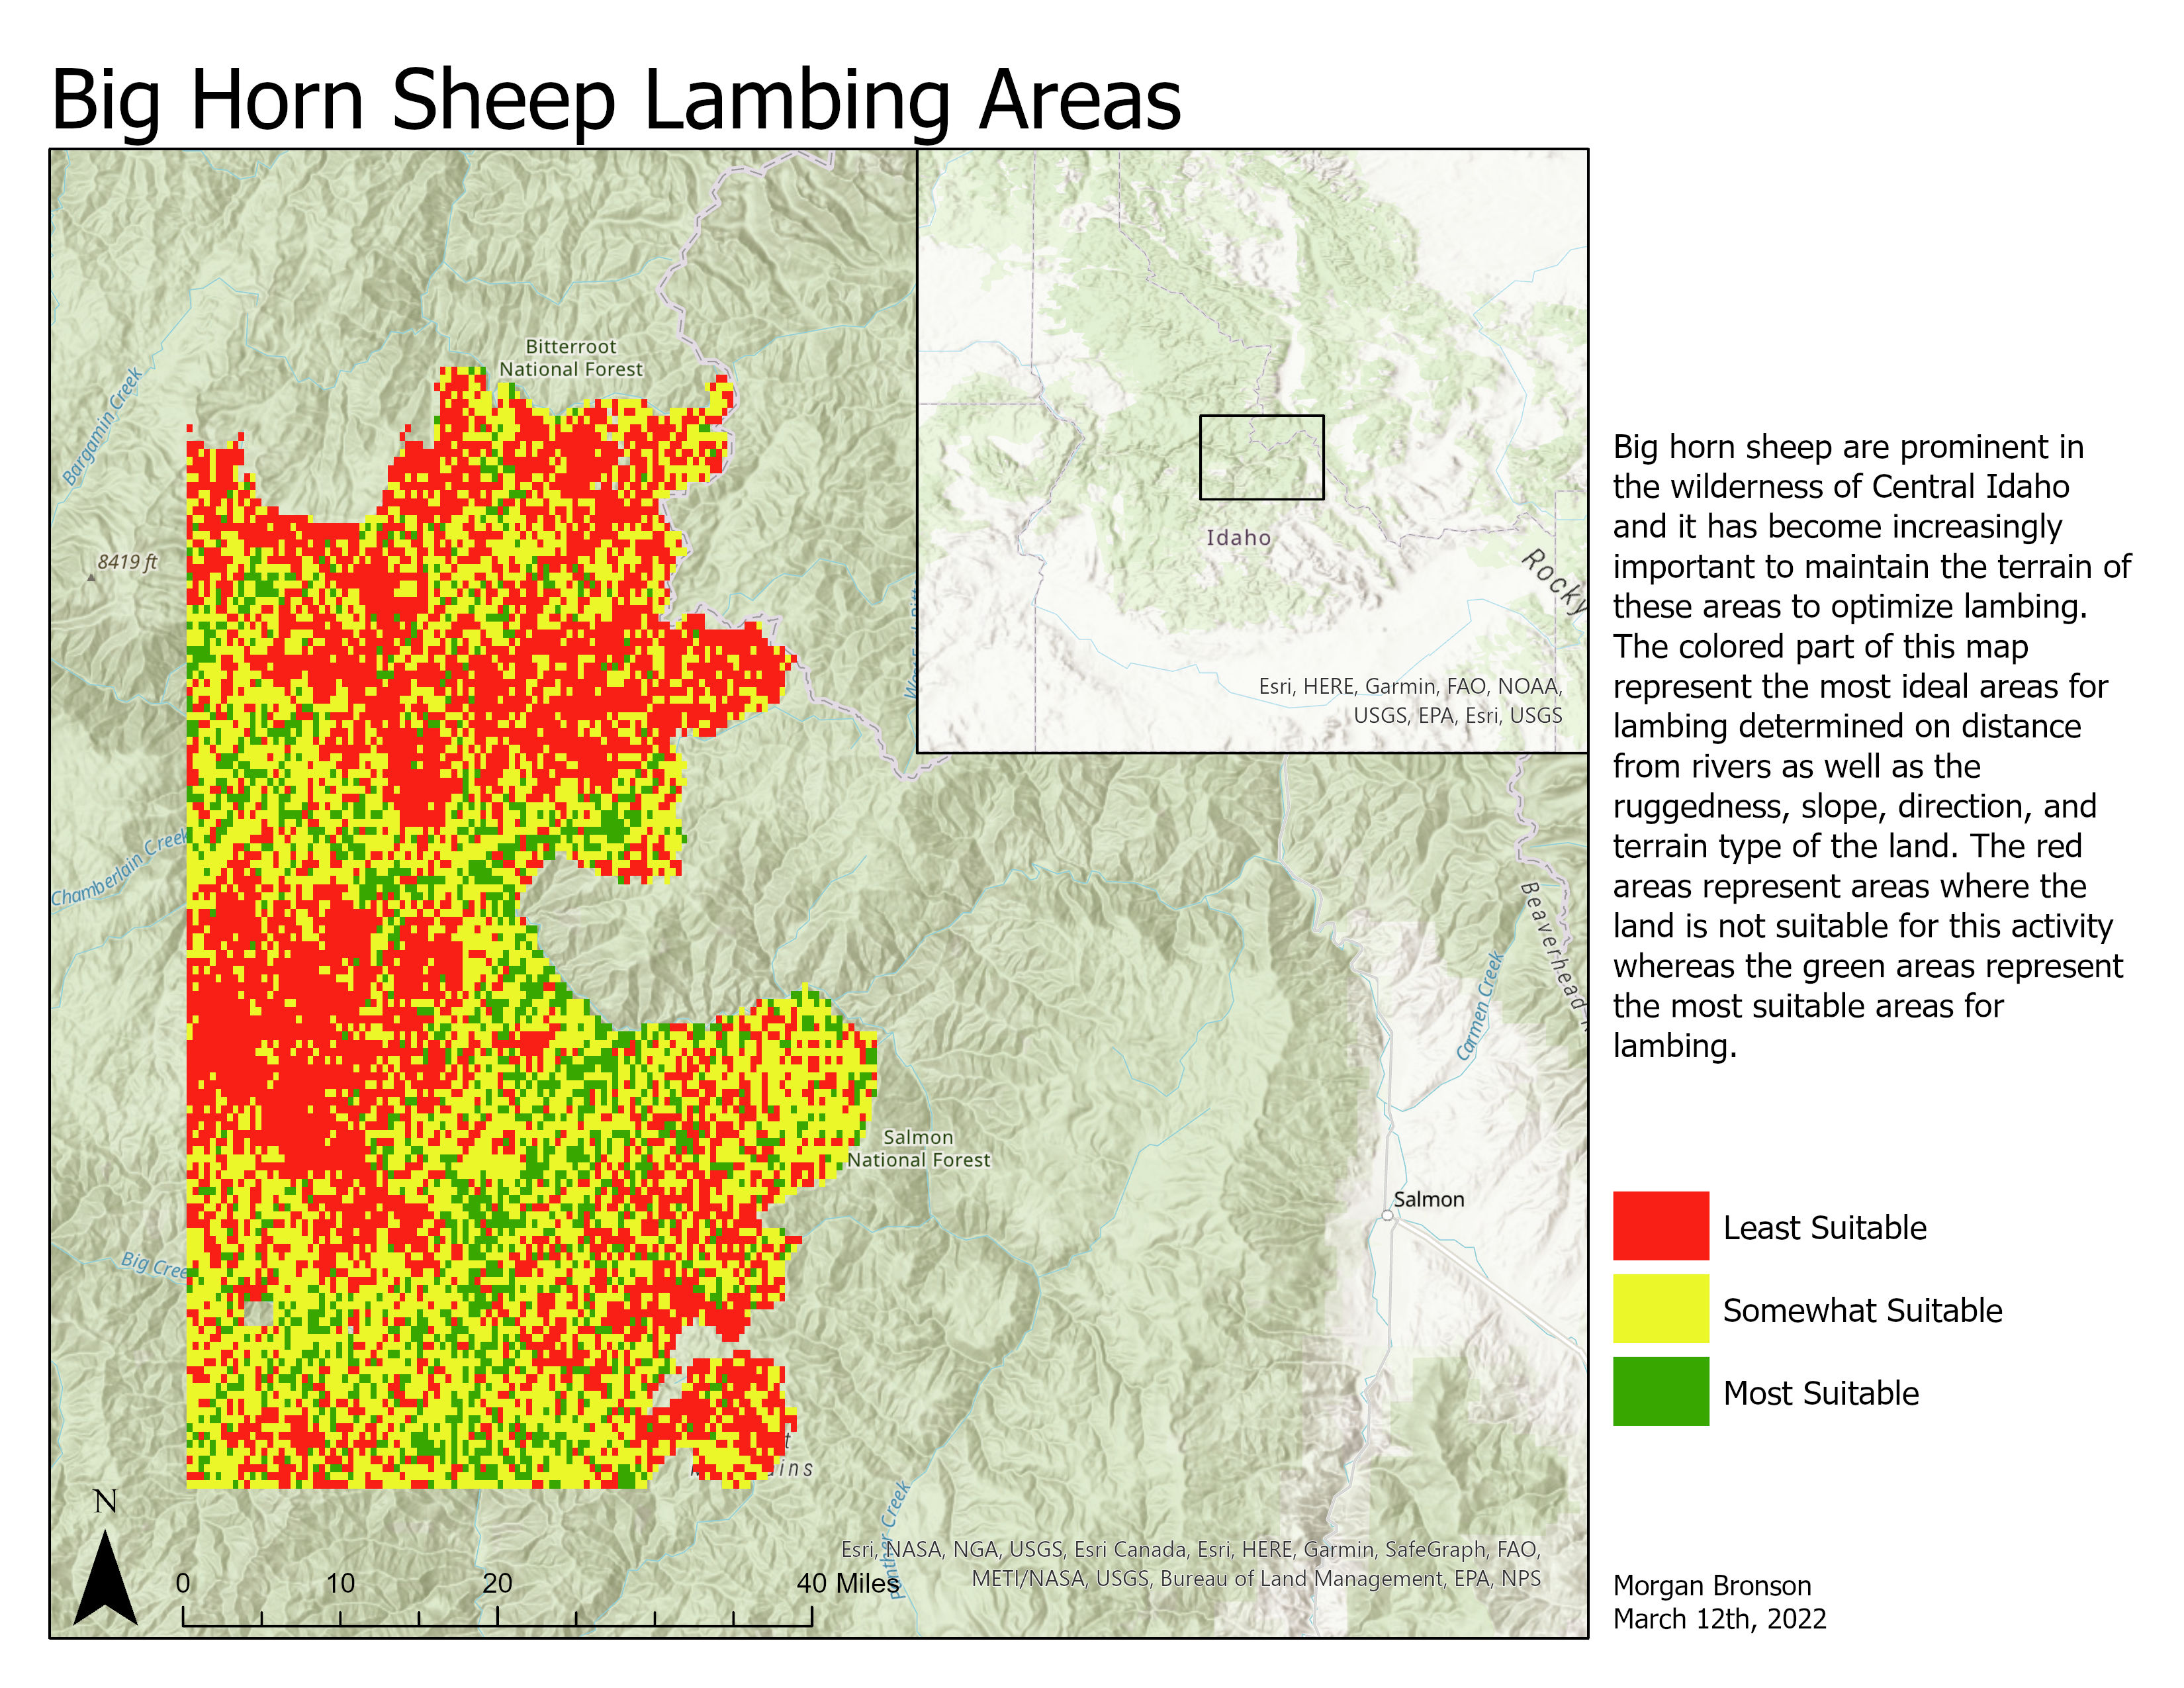 Big Horn Sheep Lambing Areas
Bitterroot
National Forest
Bargamin Creek
8419 ft
Chamberlain Creek
Big Cree
Salmon
National Forest
Salmon
Carmen Creek
Beaverhead
Panther Creek
Idaho
Rocky
Esri, HERE, Garmin, FAO, NOAA,
USGS, EPA, Esri, USGS
N
0 10 20 40 Miles
Esri, NASA, NGA, USGS, Esri Canada, Esri, HERE, Garmin, SafeGraph, FAO,
METI/NASA, USGS, Bureau of Land Management, EPA, NPS
Big horn sheep are prominent in
the wilderness of Central Idaho
and it has become increasingly
important to maintain the terrain of
these areas to optimize lambing.
The colored part of this map
represent the most ideal areas for
lambing determined on distance
from rivers as well as the
ruggedness, slope, direction, and
terrain type of the land. The red
areas represent areas where the
land is not suitable for this activity
whereas the green areas represent
the most suitable areas for
lambing.
Least Suitable
Somewhat Suitable
Most Suitable
Morgan Bronson
March 12th, 2022